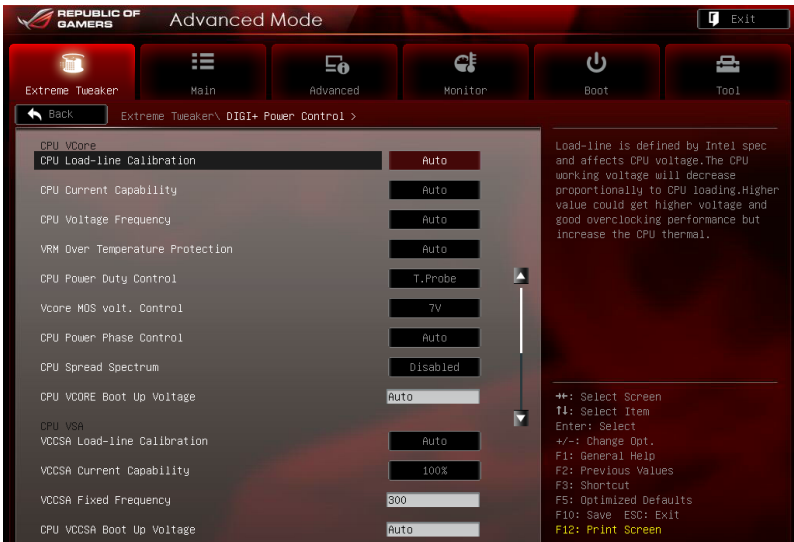 REPUBLIC OF
GAMERS
Advanced Mode
Exit
Extreme Tweaker
Main
Advanced
Monitor
Boot
Tool
Back
Extreme Tweaker\ DIGI+ Power Control >
CPU VCore
CPU Load-line Calibration Auto
CPU Current Capability Auto
CPU Voltage Frequency Auto
VRM Over Temperature Protection Auto
CPU Power Duty Control T.Probe
Vcore MOS volt. Control 7V
CPU Power Phase Control Auto
CPU Spread Spectrum Disabled
CPU VCORE Boot Up Voltage Auto
CPU VSA
VCCSA Load-line Calibration Auto
VCCSA Current Capability 100%
VCCSA Fixed Frequency 300
CPU VCCSA Boot Up Voltage Auto
Load-line is defined by Intel spec
and affects CPU voltage.The CPU
working voltage will decrease
proportionally to CPU loading.Higher
value could get higher voltage and
good overclocking performance but
increase the CPU thermal.
→←: Select Screen
↑↓: Select Item
Enter: Select
+/-: Change Opt.
F1: General Help
F2: Previous Values
F3: Shortcut
F5: Optimized Defaults
F10: Save ESC: Exit
F12: Print Screen